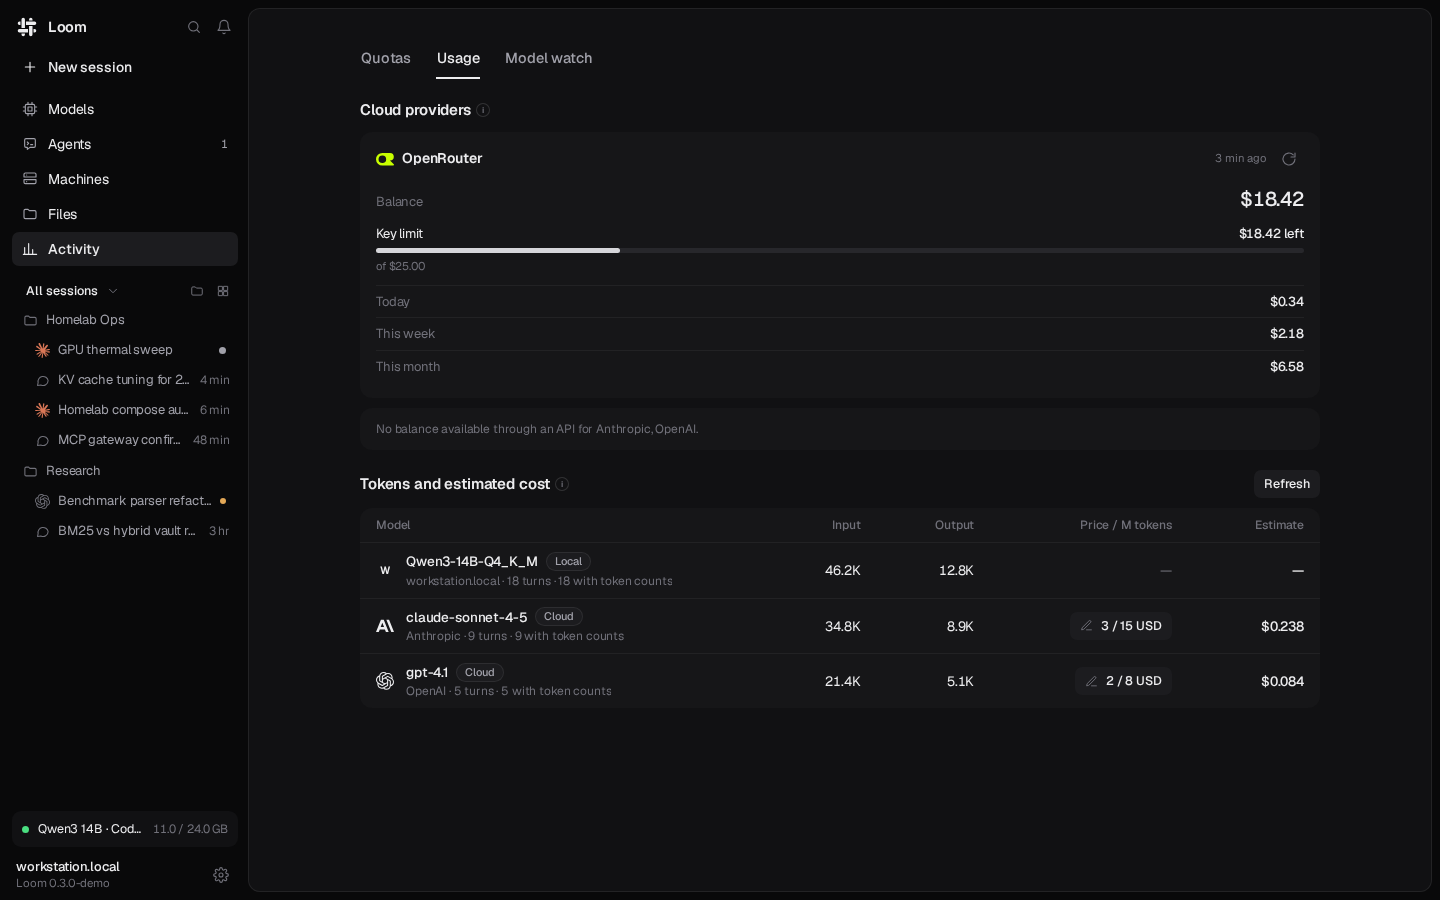 Loom
New session
Models
Agents 1
Machines
Files
Activity
All sessions
Homelab Ops
GPU thermal sweep
KV cache tuning for 2... 4 min
Homelab compose au... 6 min
MCP gateway confir... 48 min
Research
Benchmark parser refact...
BM25 vs hybrid vault r... 3 hr
Qwen3 14B · Cod... 11.0 / 24.0 GB
workstation.local
Loom 0.3.0-demo
Quotas Usage Model watch
Cloud providers
OpenRouter 3 min ago
Balance $18.42
Key limit $18.42 left
of $25.00
Today $0.34
This week $2.18
This month $6.58
No balance available through an API for Anthropic, OpenAI.
Tokens and estimated cost Refresh
Model Input Output Price / M tokens Estimate
W Qwen3-14B-Q4_K_M Local 46.2K 12.8K — —
workstation.local · 18 turns · 18 with token counts
claude-sonnet-4-5 Cloud 34.8K 8.9K 3 / 15 USD $0.238
Anthropic · 9 turns · 9 with token counts
gpt-4.1 Cloud 21.4K 5.1K 2 / 8 USD $0.084
OpenAI · 5 turns · 5 with token counts